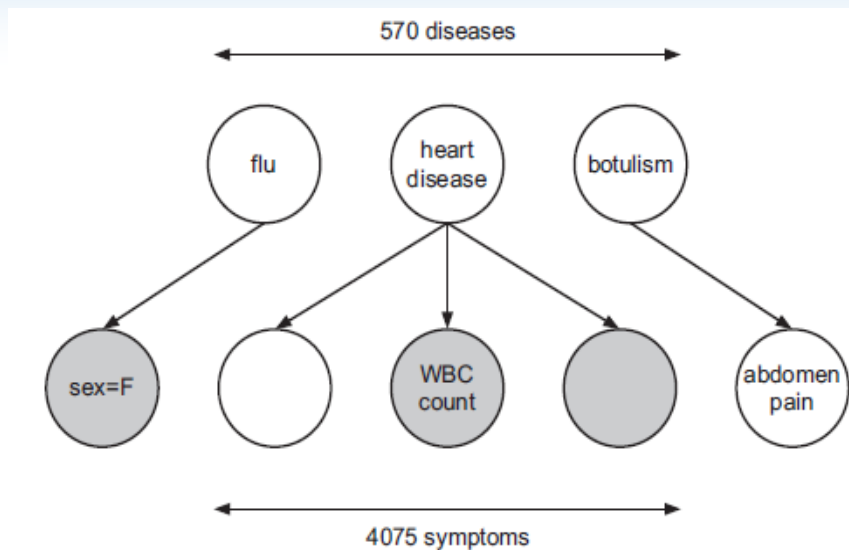 570 diseases
flu
heart
disease
botulism
sex=F
WBC
count
abdomen
pain
4075 symptoms